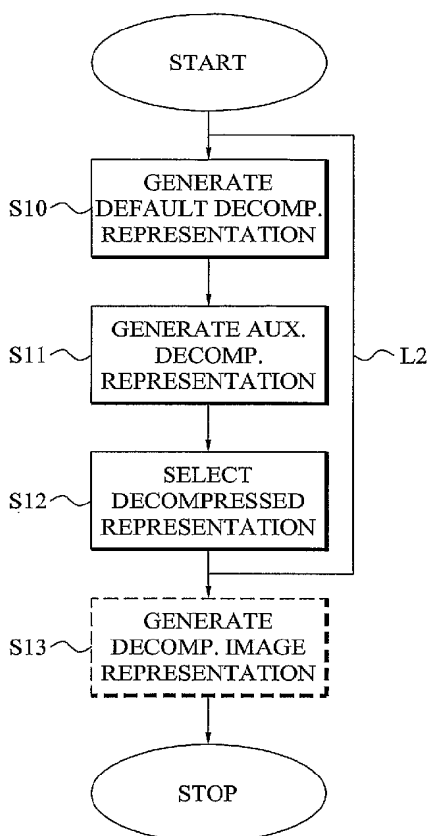 START
S10
GENERATE
DEFAULT DECOMP.
REPRESENTATION
S11
GENERATE AUX.
DECOMP.
REPRESENTATION
L2
S12
SELECT
DECOMPRESSED
REPRESENTATION
S13
GENERATE
DECOMP. IMAGE
REPRESENTATION
STOP